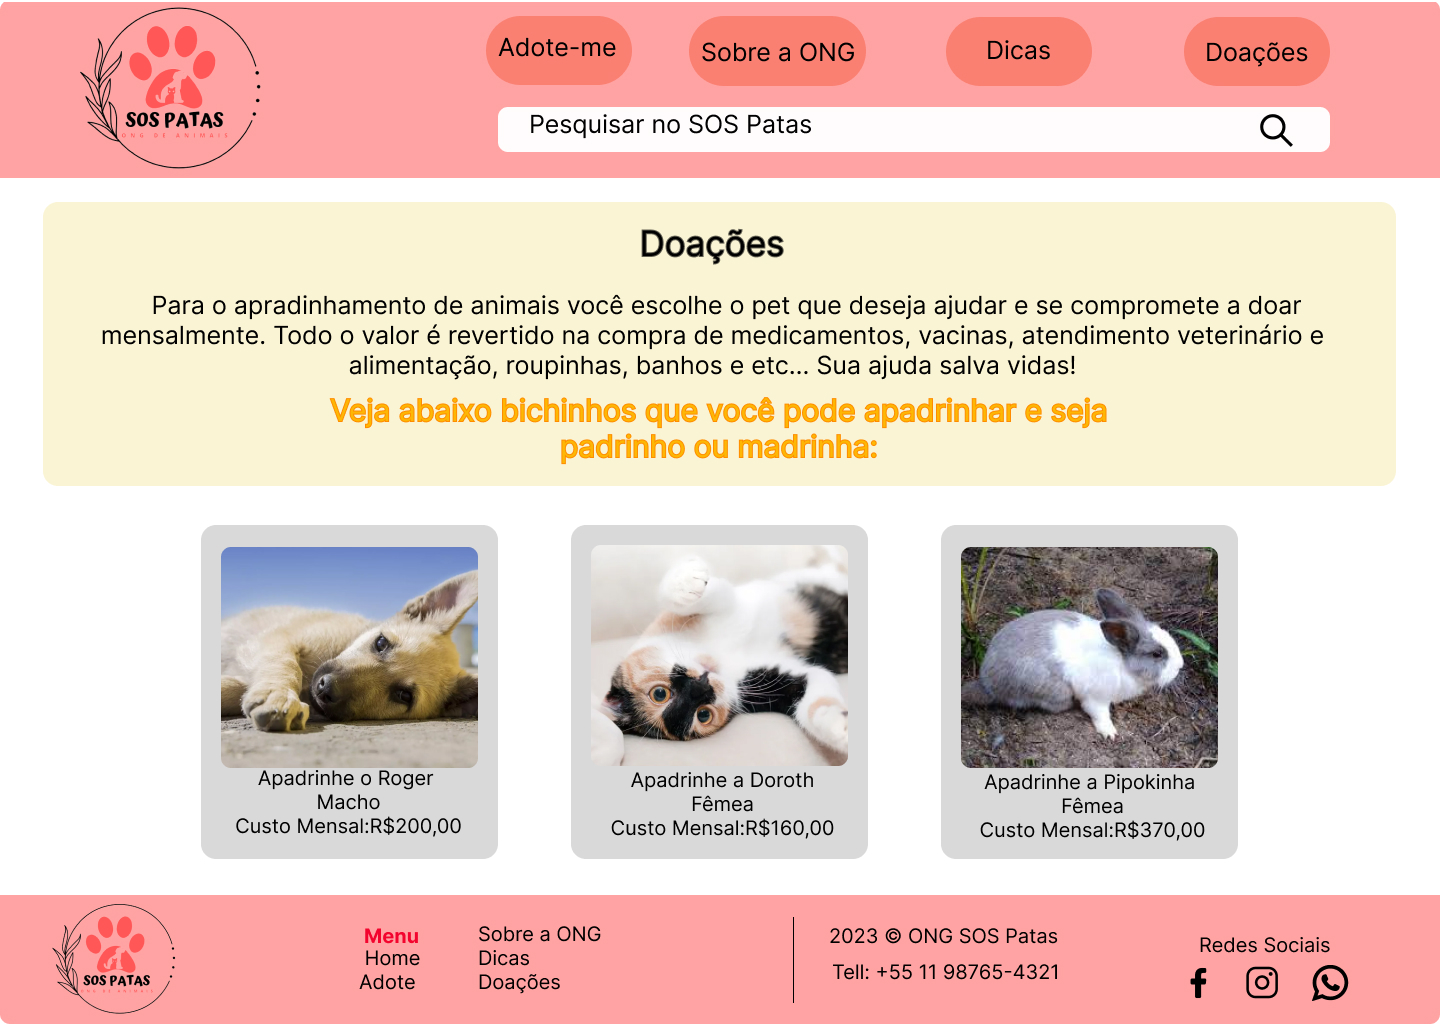 SOS PATAS
ONG DE ANIMAIS
Adote-me
Sobre a ONG
Dicas
Doações
Pesquisar no SOS Patas
Doações
Para o apradinhamento de animais você escolhe o pet que deseja ajudar e se compromete a doar
mensalmente. Todo o valor é revertido na compra de medicamentos, vacinas, atendimento veterinário e
alimentação, roupinhas, banhos e etc... Sua ajuda salva vidas!
Veja abaixo bichinhos que você pode apadrinhar e seja
padrinho ou madrinha:
Apadrinhe o Roger
Macho
Custo Mensal:R$200,00
Apadrinhe a Doroth
Fêmea
Custo Mensal:R$160,00
Apadrinhe a Pipokinha
Fêmea
Custo Mensal:R$370,00
SOS PATAS
ONG DE ANIMAIS
Menu
Home
Adote
Sobre a ONG
Dicas
Doações
2023 © ONG SOS Patas
Tell: +55 11 98765-4321
Redes Sociais